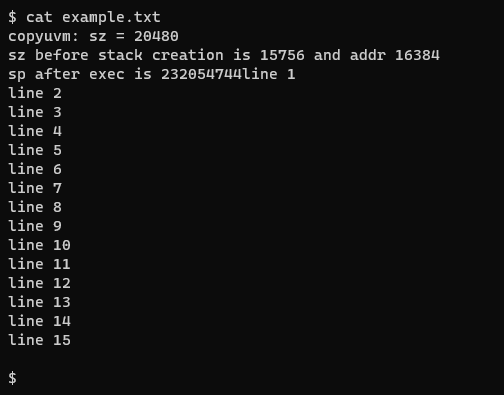 $ cat example.txt
copyuvm: sz = 20480
sz before stack creation is 15756 and addr 16384
sp after exec is 232054744line 1
line 2
line 3
line 4
line 5
line 6
line 7
line 8
line 9
line 10
line 11
line 12
line 13
line 14
line 15
$